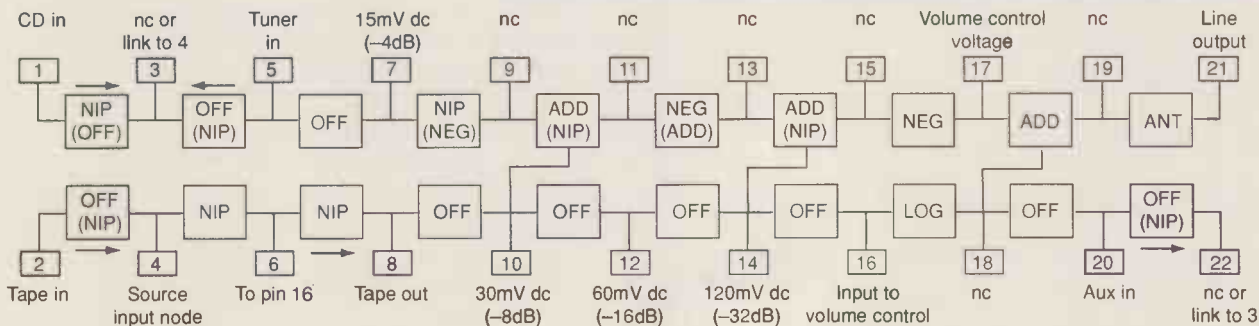 CD in
nc or
link to 4
Tuner
in
15mV dc
(–4dB)
nc
nc
nc
nc
Volume control
voltage
nc
Line
output
1
3
5
7
9
11
13
15
17
19
21
NIP
(OFF)
OFF
(NIP)
OFF
NIP
(NEG)
ADD
(NIP)
NEG
(ADD)
ADD
(NIP)
NEG
ADD
ANT
OFF
(NIP)
NIP
NIP
OFF
OFF
OFF
OFF
LOG
OFF
OFF
(NIP)
2
4
6
8
10
12
14
16
18
20
22
Tape in
Source
input node
To pin 16
Tape out
30mV dc
(–8dB)
60mV dc
(–16dB)
120mV dc
(–32dB)
Input to
volume control
nc
Aux in
nc or
link to 3